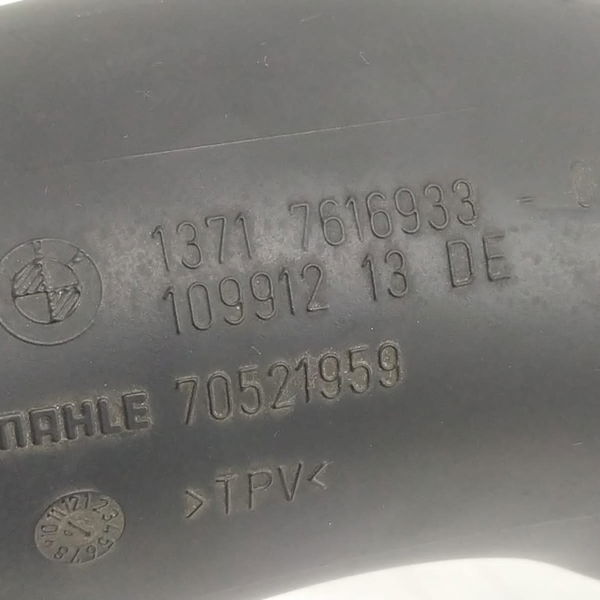 1371 7616933 -
109912 13 DE
MAHLE 70521959
>TPV<